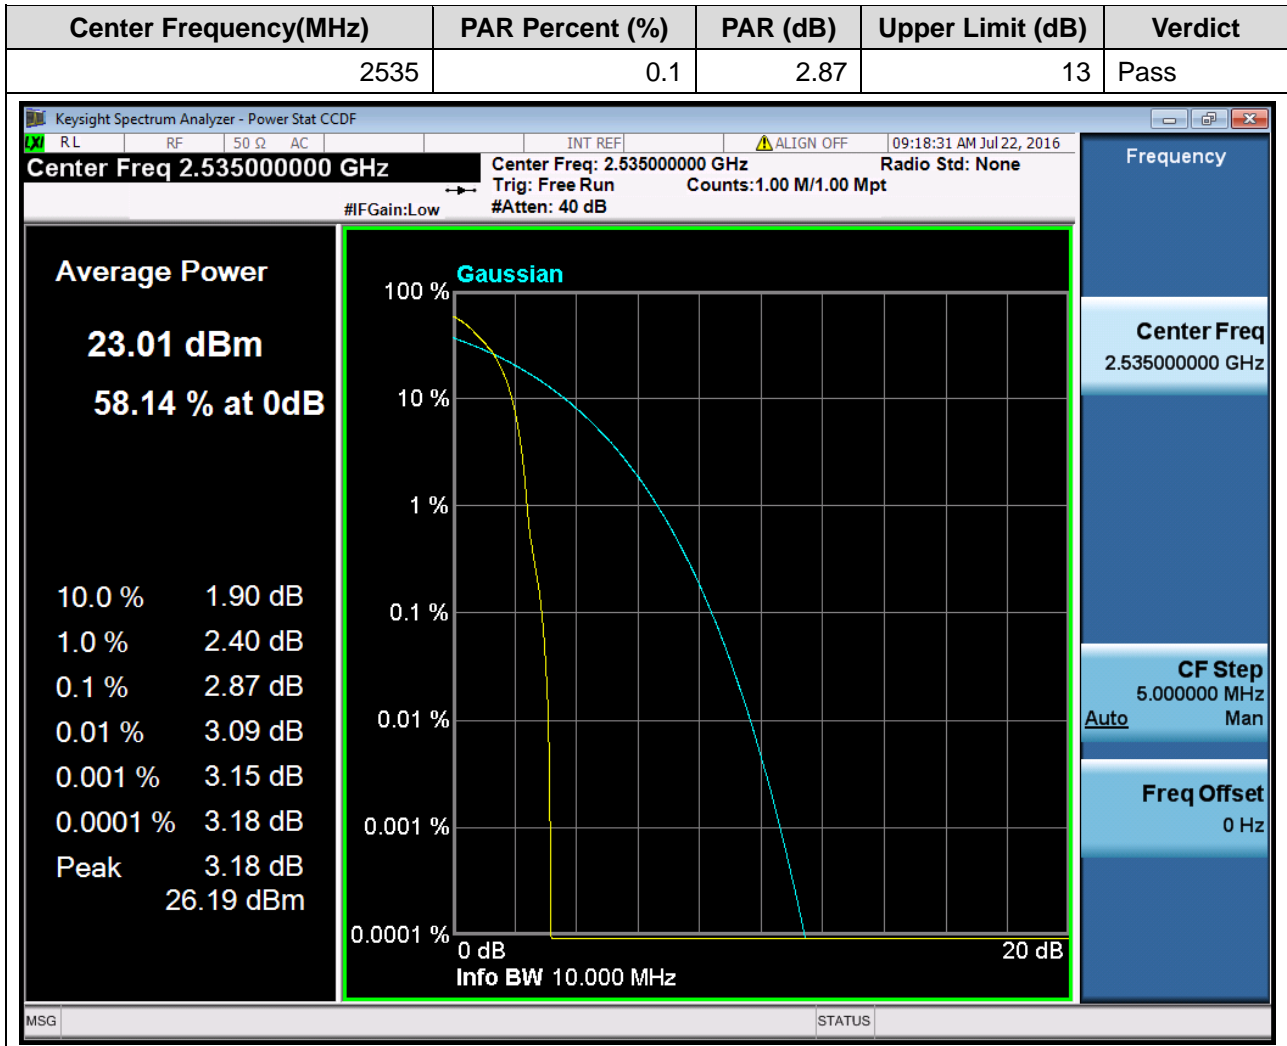 Center Frequency(MHz) PAR Percent (%) PAR (dB) Upper Limit (dB) Verdict
2535 0.1 2.87 13 Pass
Keysight Spectrum Analyzer - Power Stat CCDF
LXI RL RF 50 Ω AC INT REF ALIGN OFF 09:18:31 AM Jul 22, 2016
Center Freq 2.535000000 GHz
Center Freq: 2.535000000 GHz Radio Std: None
Trig: Free Run Counts:1.00 M/1.00 Mpt
#IFGain:Low #Atten: 40 dB
Average Power
23.01 dBm
58.14 % at 0dB
10.0 % 1.90 dB
1.0 % 2.40 dB
0.1 % 2.87 dB
0.01 % 3.09 dB
0.001 % 3.15 dB
0.0001 % 3.18 dB
Peak 3.18 dB
26.19 dBm
Gaussian
100 %
10 %
1 %
0.1 %
0.01 %
0.001 %
0.0001 %
0 dB 20 dB
Info BW 10.000 MHz
Frequency
Center Freq
2.535000000 GHz
CF Step
5.000000 MHz
Auto Man
Freq Offset
0 Hz
MSG STATUS